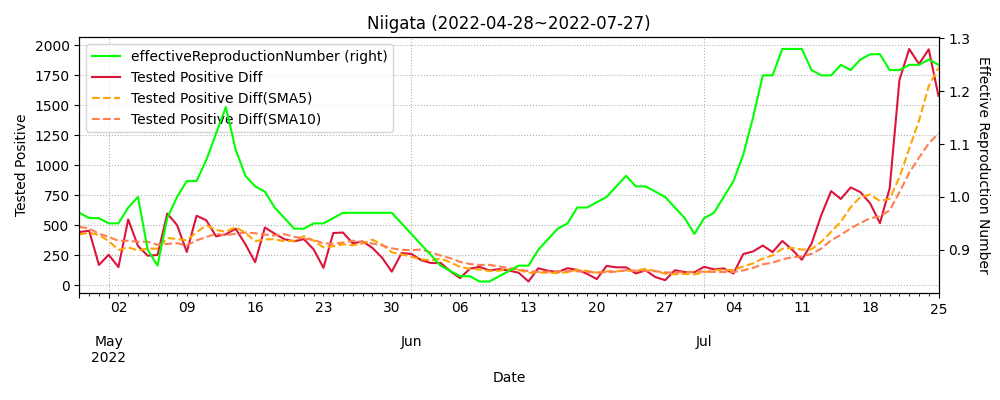 Niigata (2022-04-28~2022-07-27)
effectiveReproductionNumber (right)
Tested Positive Diff
Tested Positive Diff(SMA5)
Tested Positive Diff(SMA10)
Tested Positive
2000
1750
1500
1250
1000
750
500
250
0
1.3
1.2
1.1
1.0
0.9
Effective Reproduction Number
02 09 16 23 30 06 13 20 27 04 11 18 25
May Jun Jul
2022
Date